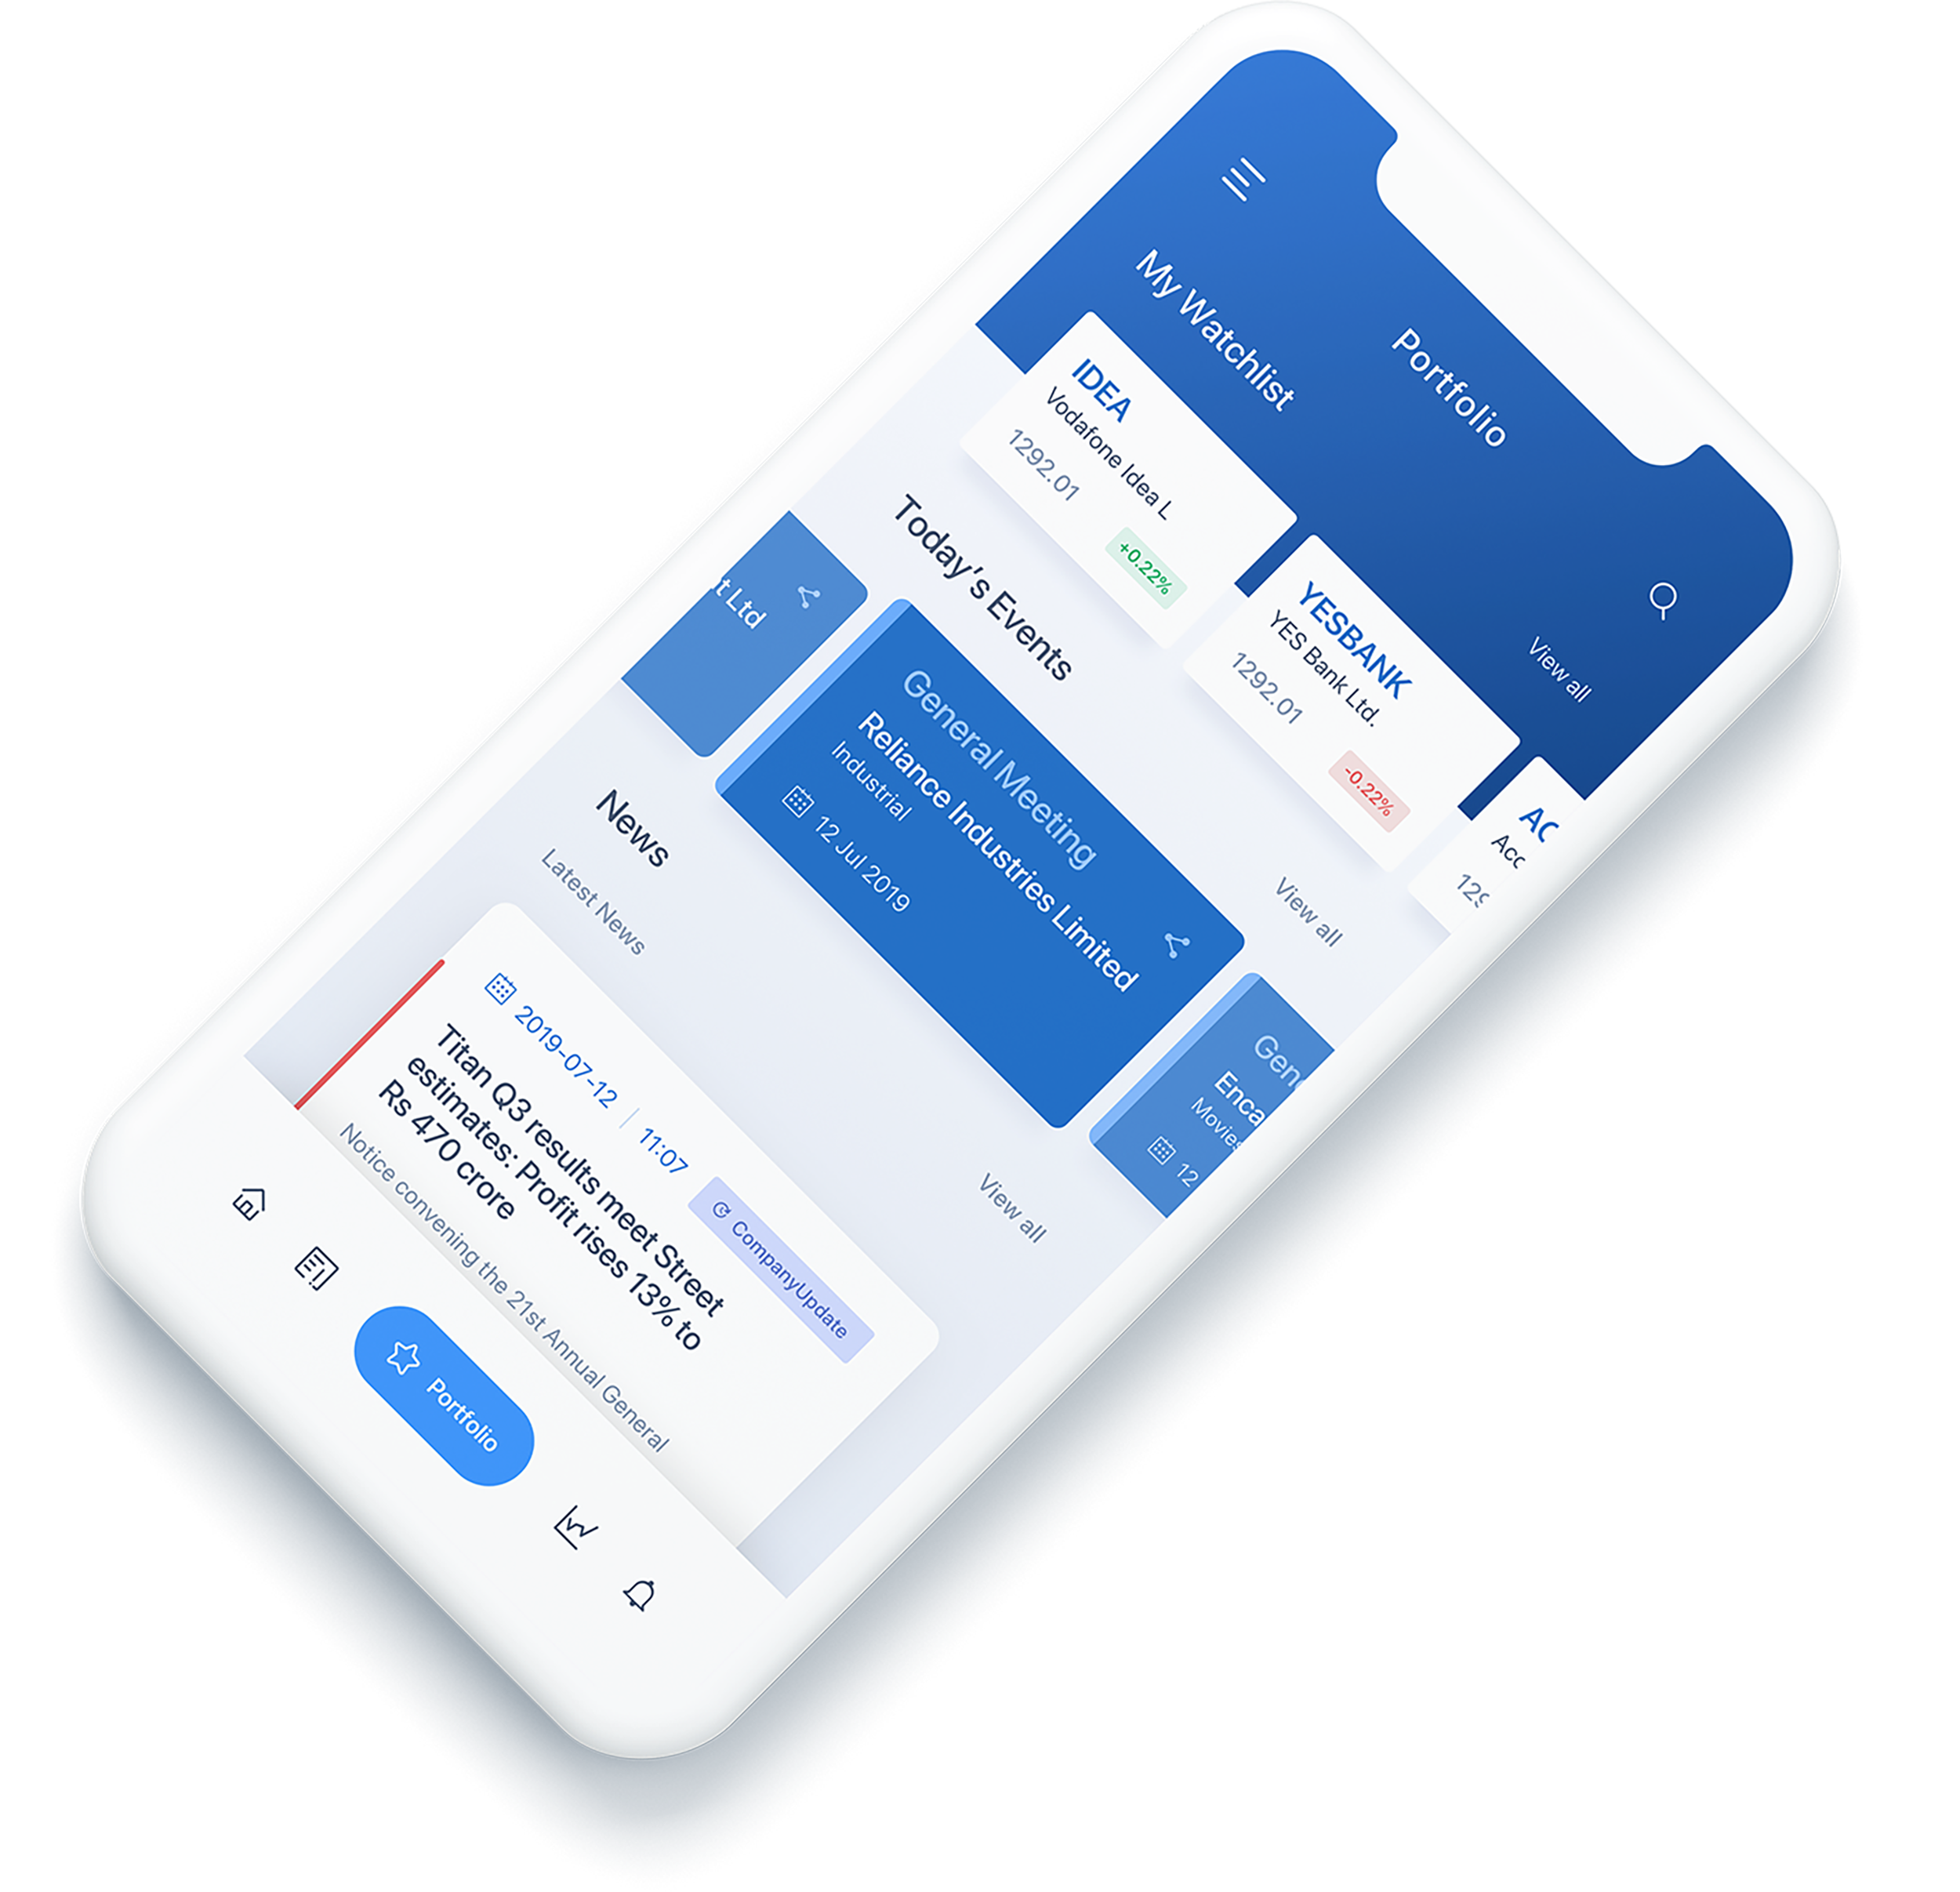 Portfolio
My Watchlist
View all
IDEA
Vodafone Idea L
1292.01
+0.22%
YESBANK
YES Bank Ltd.
1292.01
-0.22%
AC
Acc
129
Today's Events
View all
t Ltd
General Meeting
Reliance Industries Limited
Industrial
12 Jul 2019
Gene
Enca
Movies
12
News
Latest News
View all
2019-07-12 | 11:07
CompanyUpdate
Titan Q3 results meet Street
estimates: Profit rises 13% to
Rs 470 crore
Notice convening the 21st Annual General
Portfolio